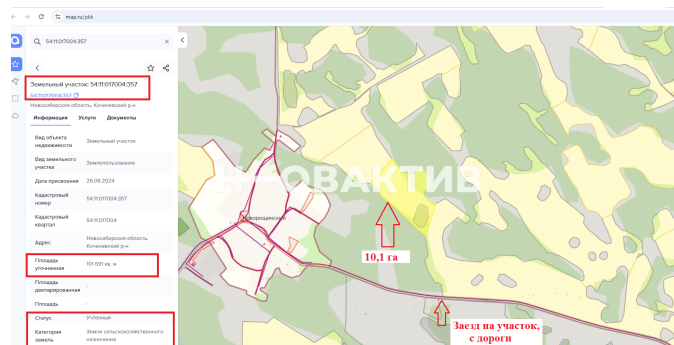 map.ru/pkk
54:11:017004:357
Земельный участок: 54:11:017004:357
54:11:017004:357
Новосибирская область, Коченевский р-н
Информация Услуги Документы
Вид объекта недвижимости Земельный участок
Вид земельного участка Землепользование
Дата присвоения 26.08.2024
Кадастровый номер 54:11:017004:357
Кадастровый квартал 54:11:017004
Адрес Новосибирская область, Коченевский р-н
Площадь уточненная 101 691 кв. м
Площадь декларированная -
Площадь -
Статус Учтенный
Категория земель Земли сельскохозяйственного назначения
НОВОАКТИВ
Новорощинский
10,1 га
Заезд на участок,
с дороги